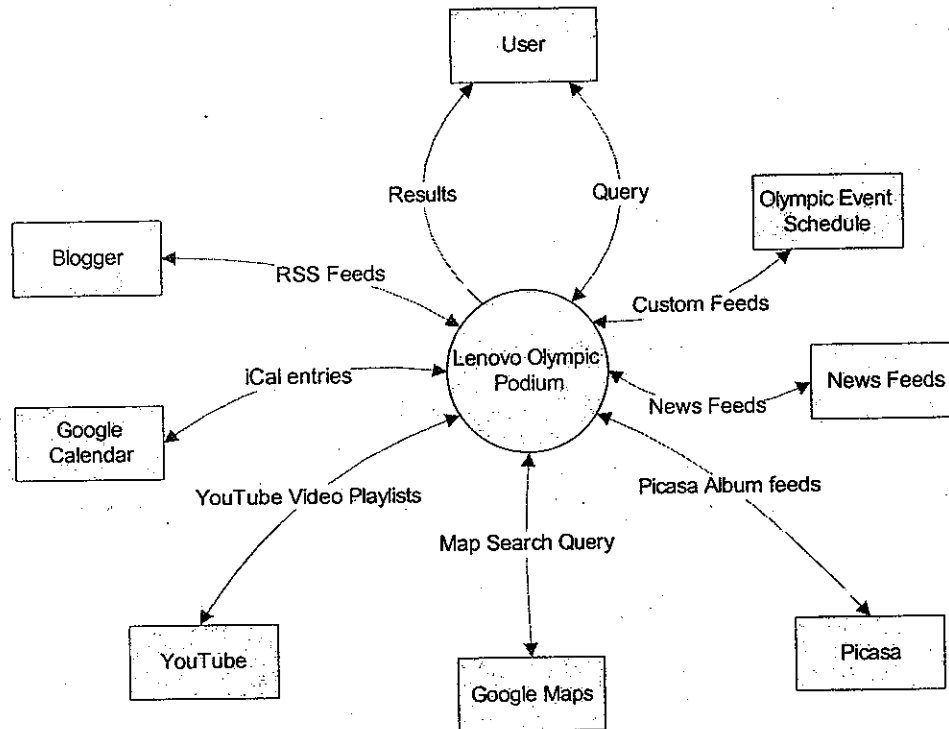 User
Results
Query
Olympic Event
Schedule
Blogger
RSS Feeds
Custom Feeds
Lenovo Olympic
Podium
iCal entries
News Feeds
News Feeds
Google
Calendar
YouTube Video Playlists
Picasa Album feeds
Map Search Query
YouTube
Google Maps
Picasa